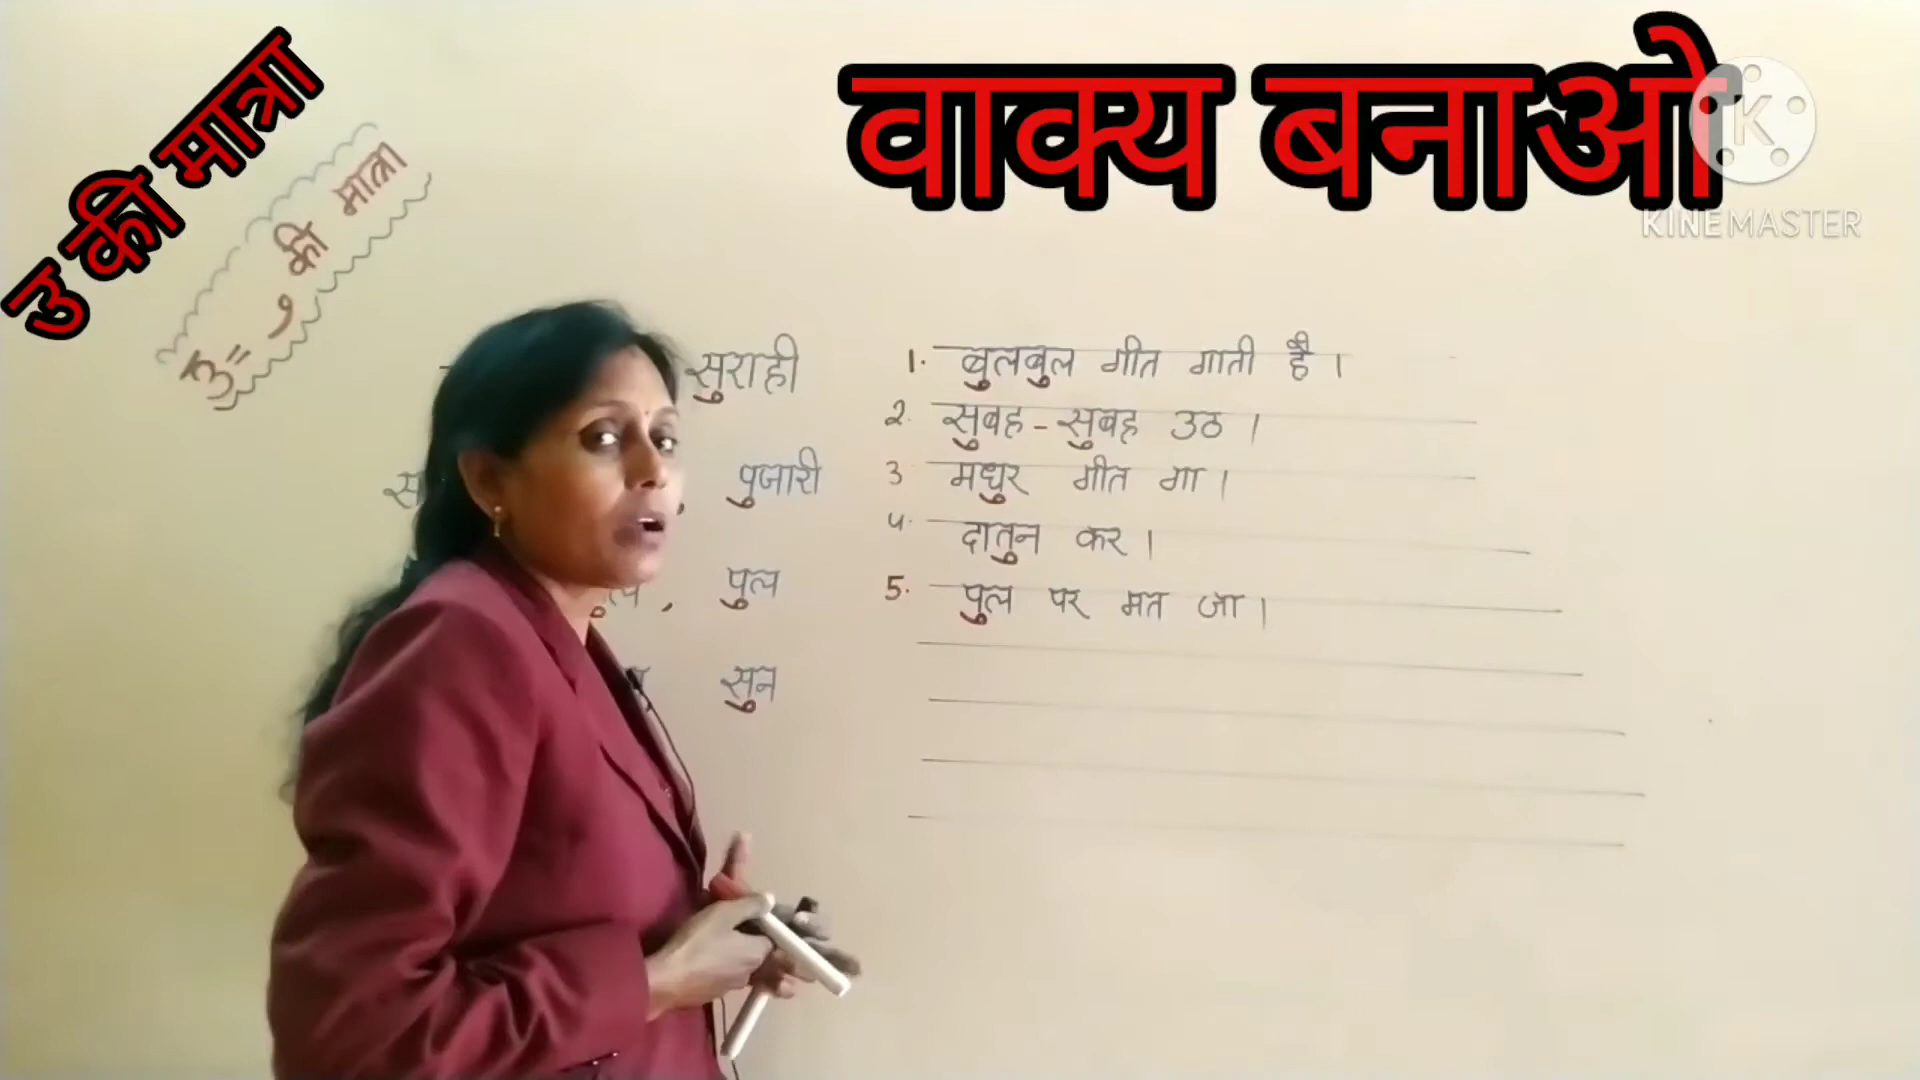 उ की मात्रा
वाक्य बनाओ
KINEMASTER
उ = ु की मात्रा
सुराही
पुजारी
पुल
सुन
1. बुलबुल गीत गाती है।
2. सुबह - सुबह उठ।
3 मधुर गीत गा।
4. दातुन कर।
5. पुल पर मत जा।